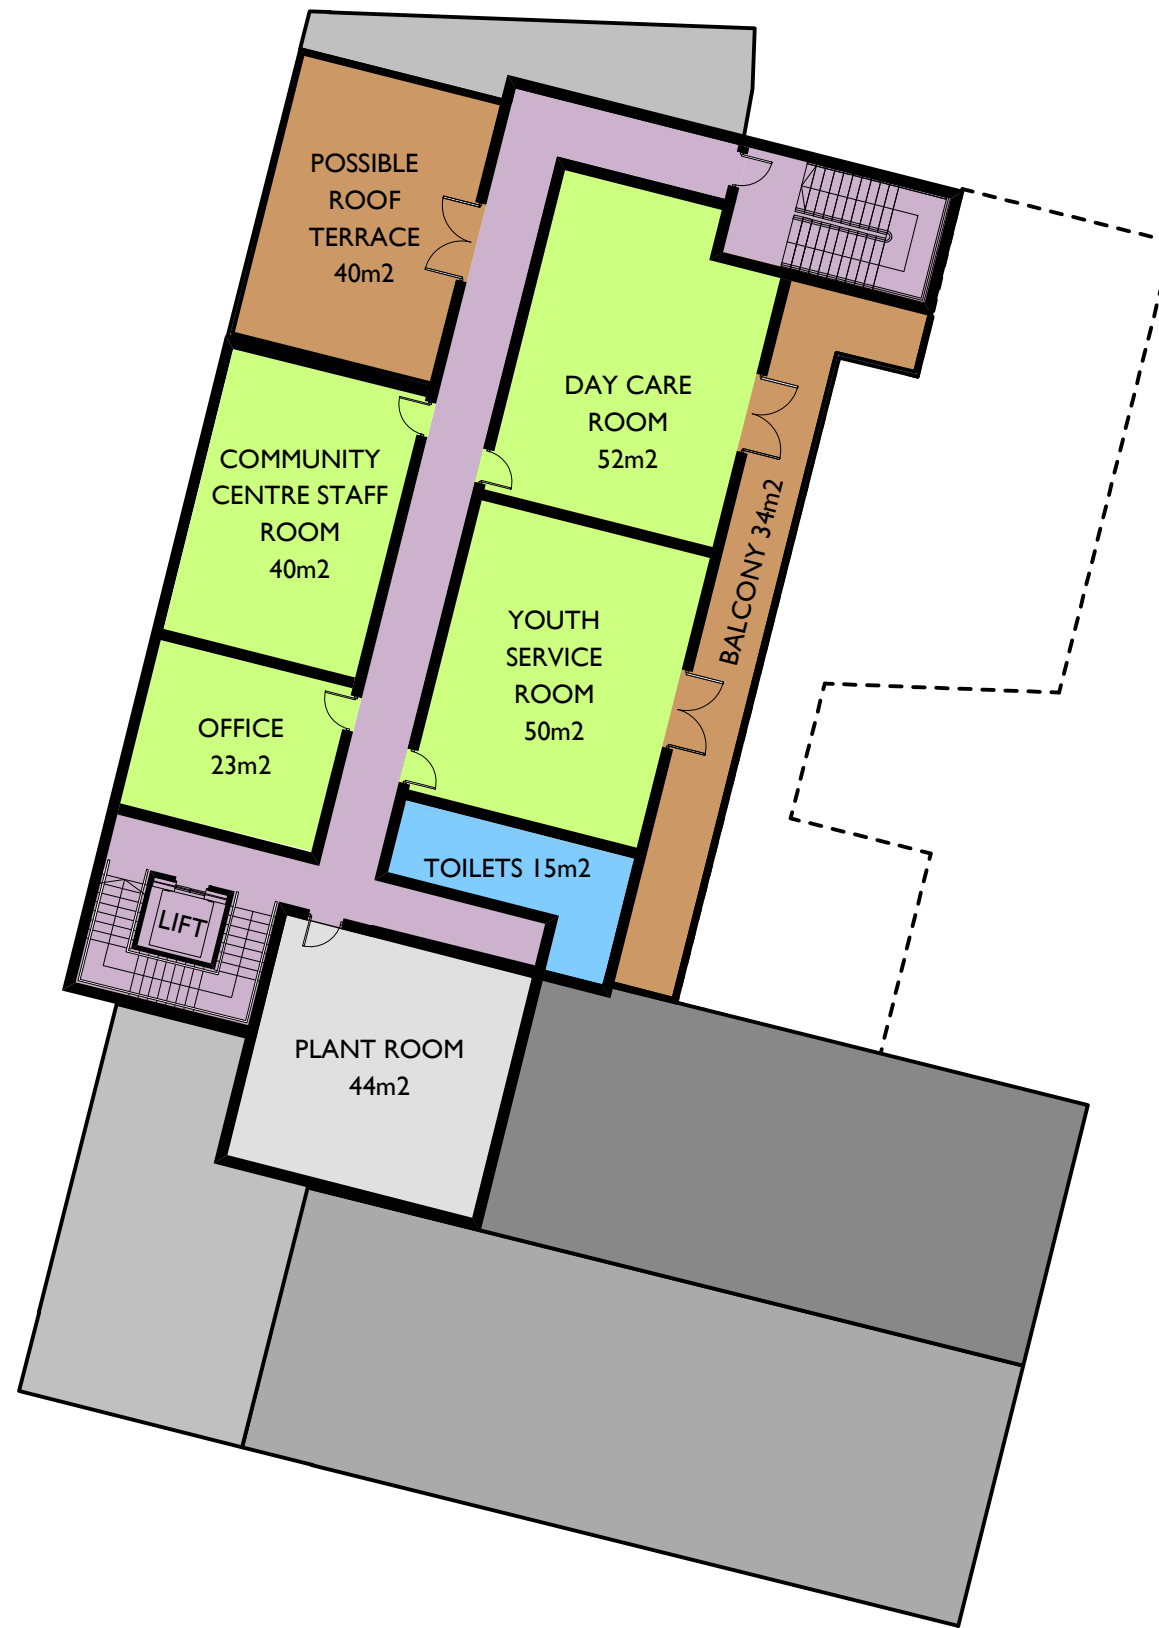 POSSIBLE
ROOF
TERRACE
40m2
DAY CARE
ROOM
52m2
COMMUNITY
CENTRE STAFF
ROOM
40m2
BALCONY 34m2
YOUTH
SERVICE
ROOM
50m2
OFFICE
23m2
TOILETS 15m2
LIFT
PLANT ROOM
44m2